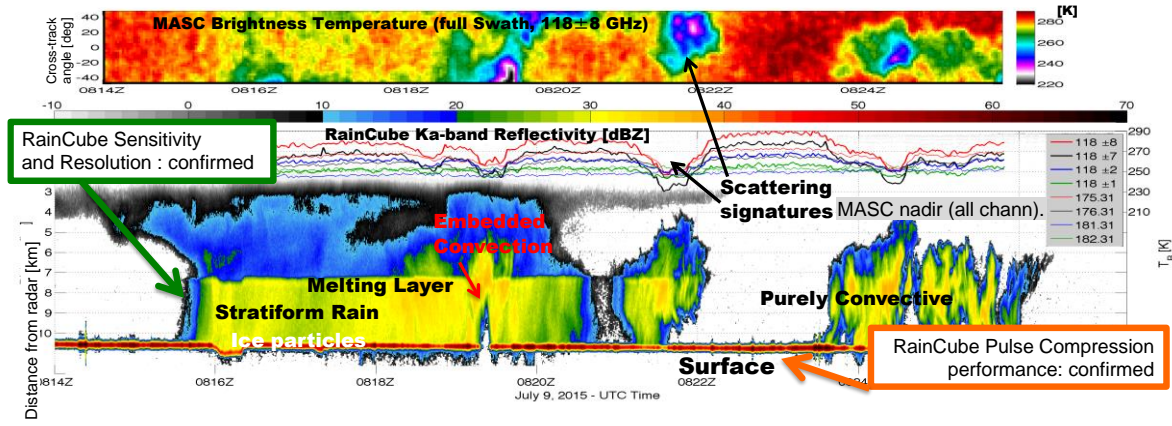 MASC Brightness Temperature (full Swath, 118±8 GHz)
[K]
Cross-track
angle [deg]
40
20
0
-20
-40
280
260
240
220
0814Z
0816Z
0818Z
0820Z
0822Z
0824Z
-10
0
10
20
30
40
50
60
70
RainCube Ka-band Reflectivity [dBZ]
RainCube Sensitivity
and Resolution : confirmed
290
270
250
230
210
118 ±8
118 ±7
118 ±2
118 ±1
175.31
176.31
181.31
182.31
Scattering
signatures
MASC nadir (all chann).
Distance from radar [km]
3
4
5
6
7
8
9
10
Embedded
Convection
Melting Layer
Stratiform Rain
Purely Convective
Ice particles
Surface
RainCube Pulse Compression
performance: confirmed
0814Z
0816Z
0818Z
0820Z
0822Z
July 9, 2015 - UTC Time